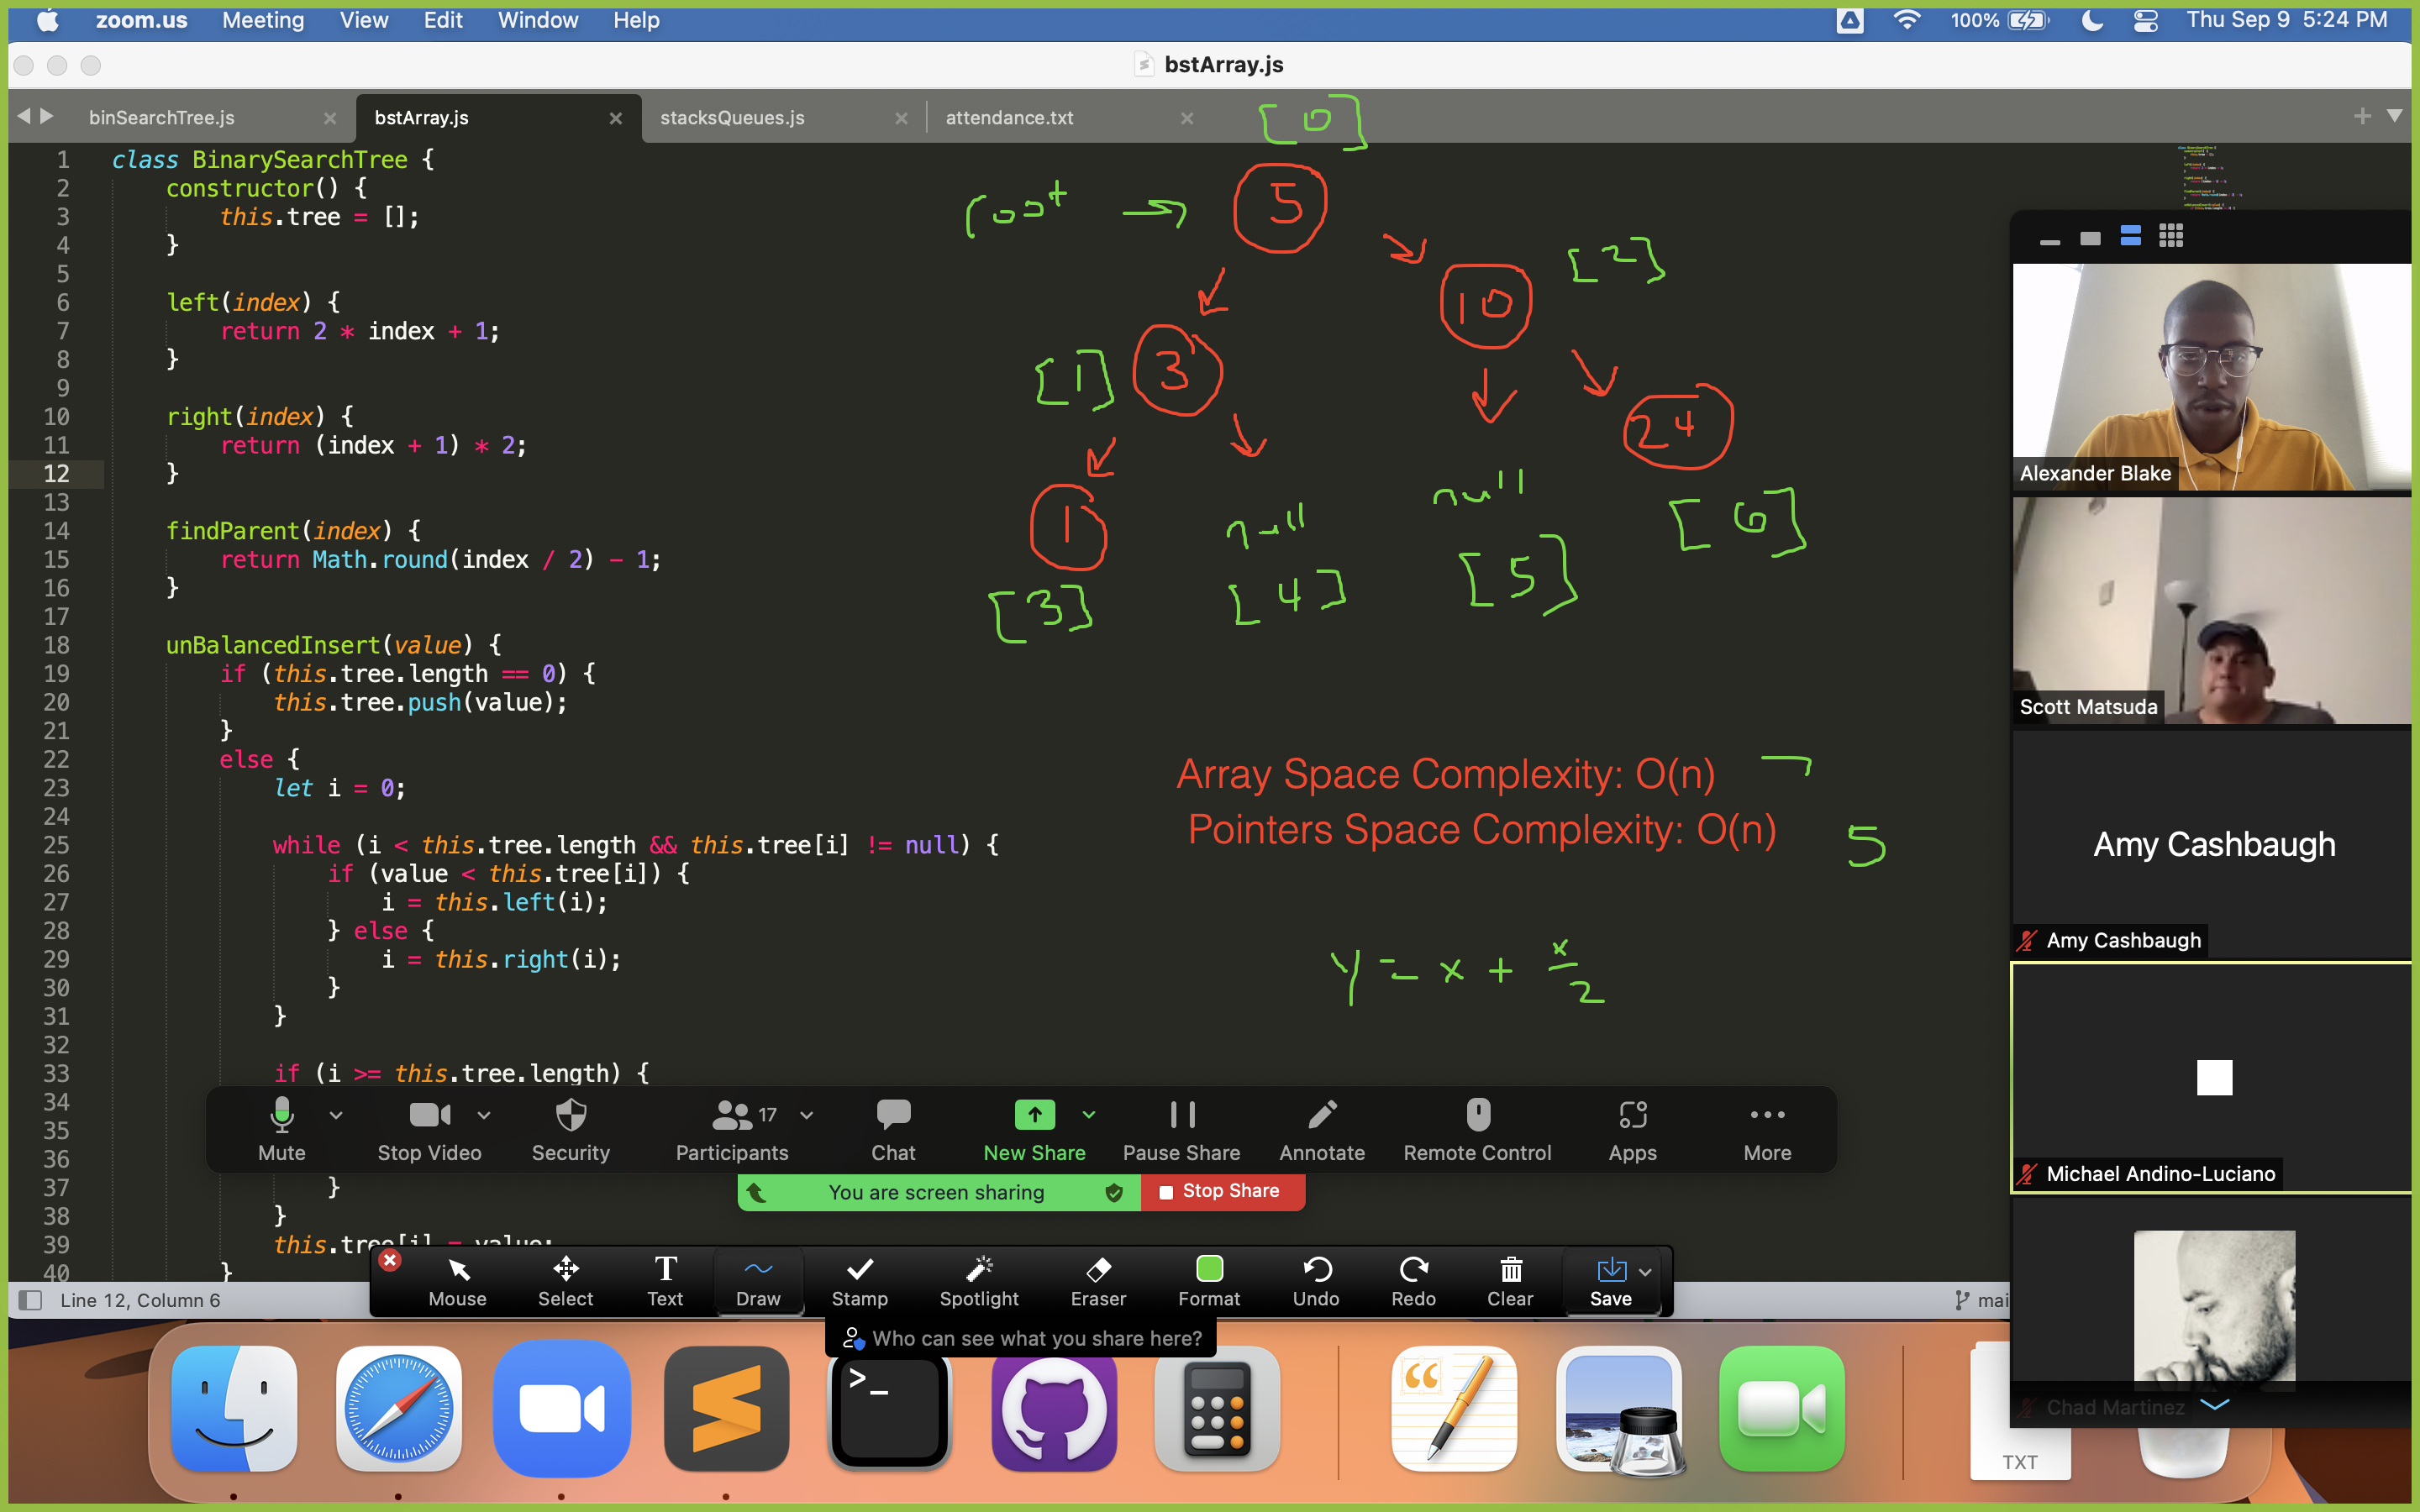 zoom.us Meeting View Edit Window Help 100% Thu Sep 9 5:24 PM
bstArray.js
binSearchTree.js bstArray.js stacksQueues.js attendance.txt
1 class BinarySearchTree {
2 constructor() {
3 this.tree = [];
4 }
5
6 left(index) {
7 return 2 * index + 1;
8 }
9
10 right(index) {
11 return (index + 1) * 2;
12 }
13
14 findParent(index) {
15 return Math.round(index / 2) - 1;
16 }
17
18 unBalancedInsert(value) {
19 if (this.tree.length == 0) {
20 this.tree.push(value);
21 }
22 else {
23 let i = 0;
24
25 while (i < this.tree.length && this.tree[i] != null) {
26 if (value < this.tree[i]) {
27 i = this.left(i);
28 } else {
29 i = this.right(i);
30 }
31 }
32
33 if (i >= this.tree.length) {
34
35
36
37 }
38 }
39 this.tree[i] = value;
40 }
[0]
root → 5
10 [2]
[1] 3
24
1 null null [6]
[3] [4] [5]
Array Space Complexity: O(n) 7
Pointers Space Complexity: O(n) 5
y = x + x/2
Alexander Blake
Scott Matsuda
Amy Cashbaugh
Amy Cashbaugh
Michael Andino-Luciano
Chad Martinez
17
Mute Stop Video Security Participants Chat New Share Pause Share Annotate Remote Control Apps More
You are screen sharing Stop Share
Mouse Select Text Draw Stamp Spotlight Eraser Format Undo Redo Clear Save
Line 12, Column 6 mai
Who can see what you share here?
TXT